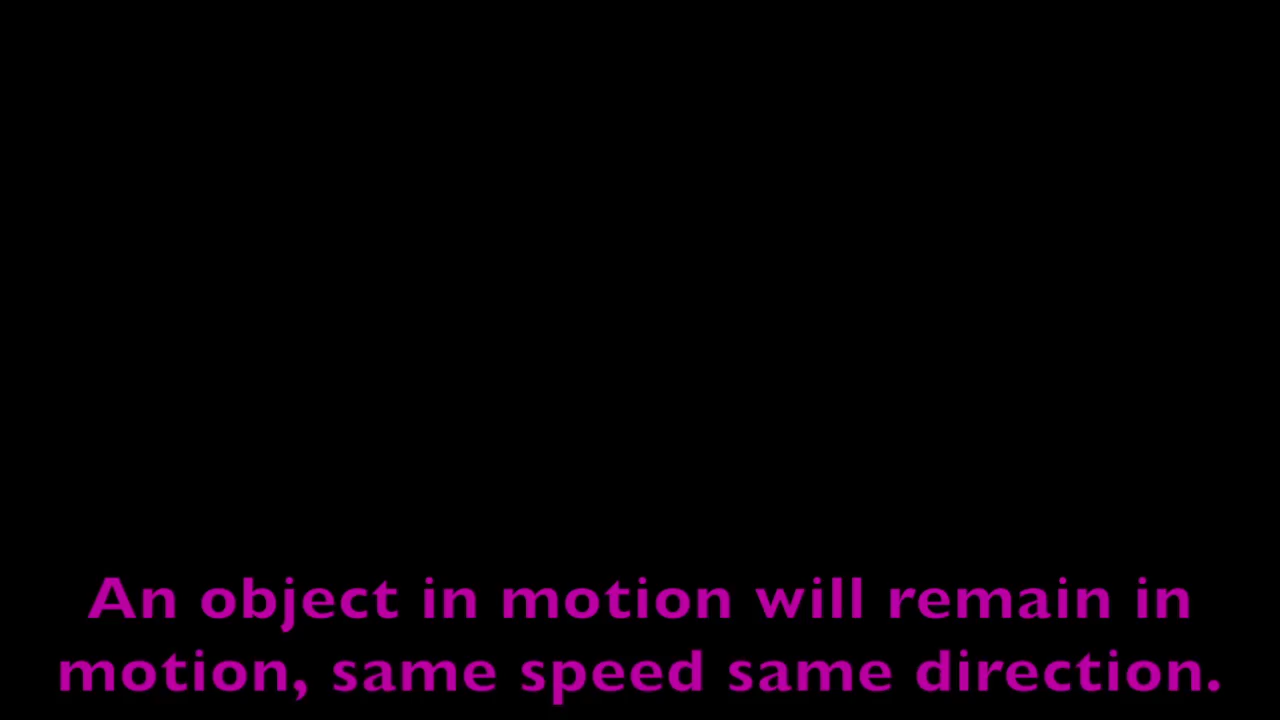 An object in motion will remain in
motion, same speed same direction.